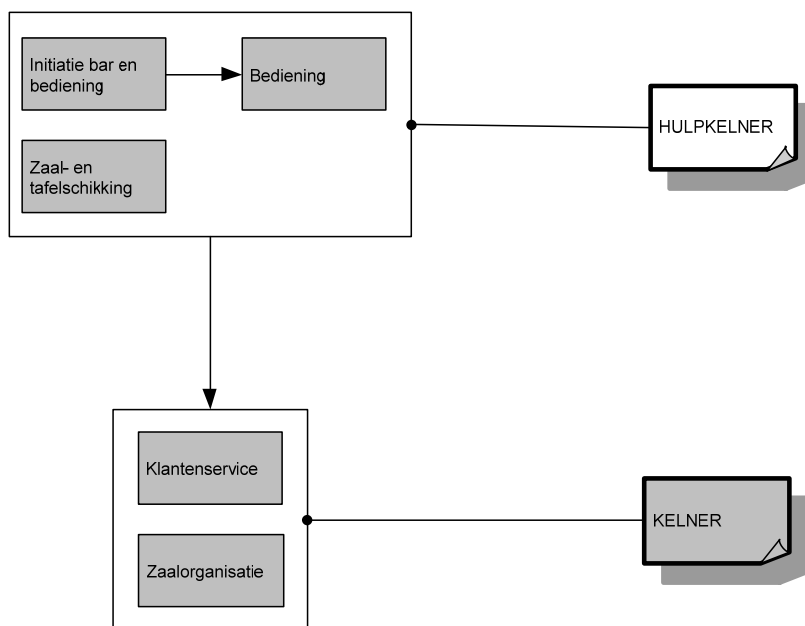 Initiatie bar en
bediening
Bediening
HULPKELNER
Zaal- en
tafelschikking
Klantenservice
KELNER
Zaalorganisatie